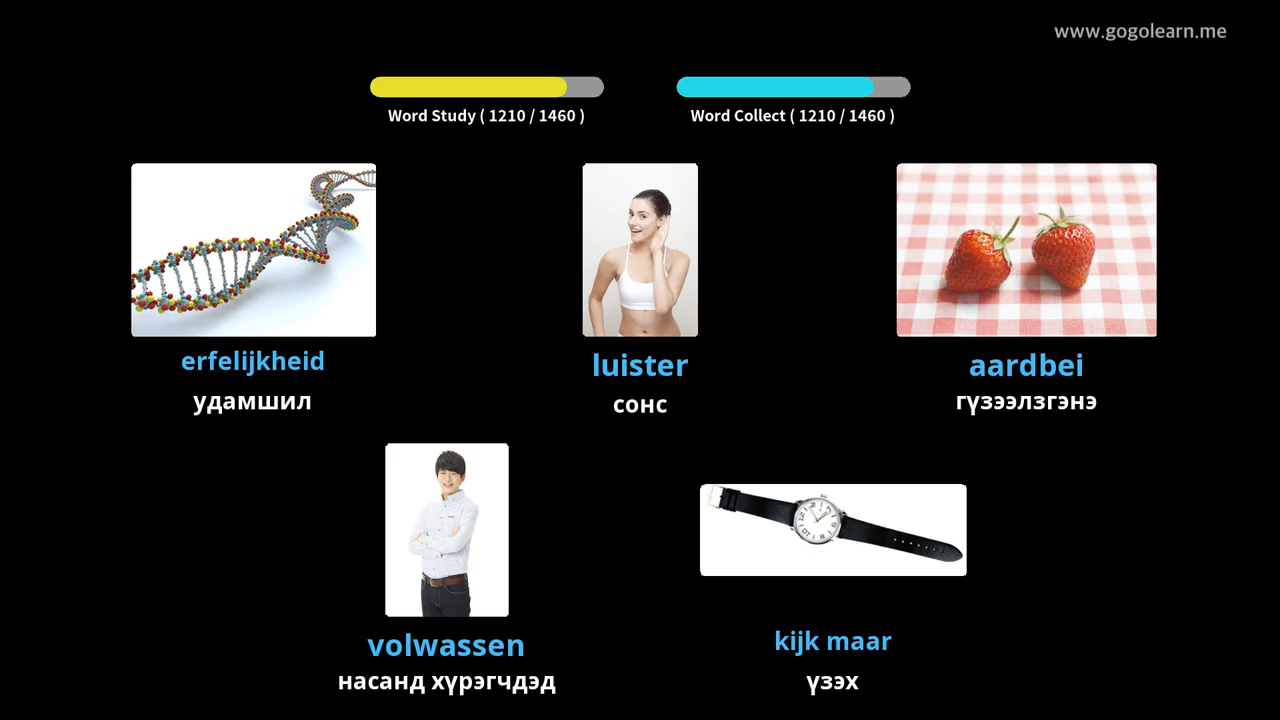 www.gogolearn.me
Word Study ( 1210 / 1460 )
Word Collect ( 1210 / 1460 )
erfelijkheid
удамшил
luister
сонс
aardbei
гүзээлзгэнэ
volwassen
насанд хүрэгчдэд
kijk maar
үзэх